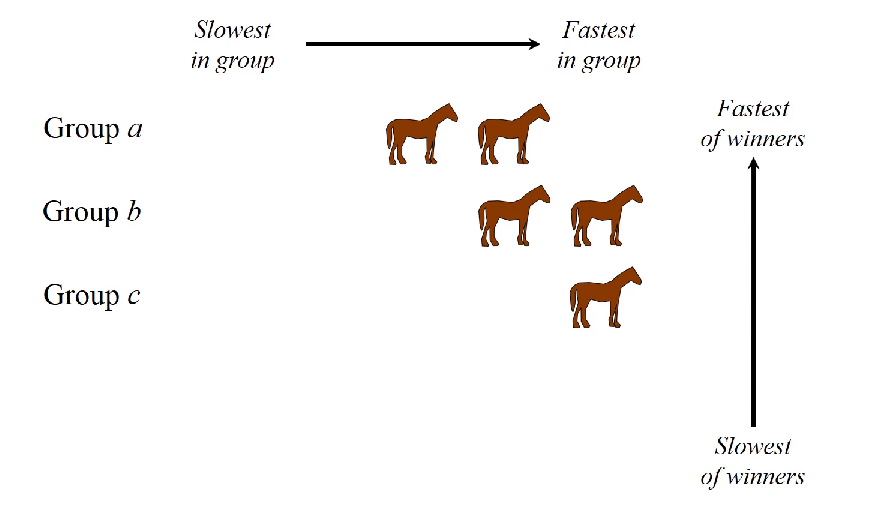 Slowest
in group
Fastest
in group
Group a
Fastest
of winners
Group b
Group c
Slowest
of winners